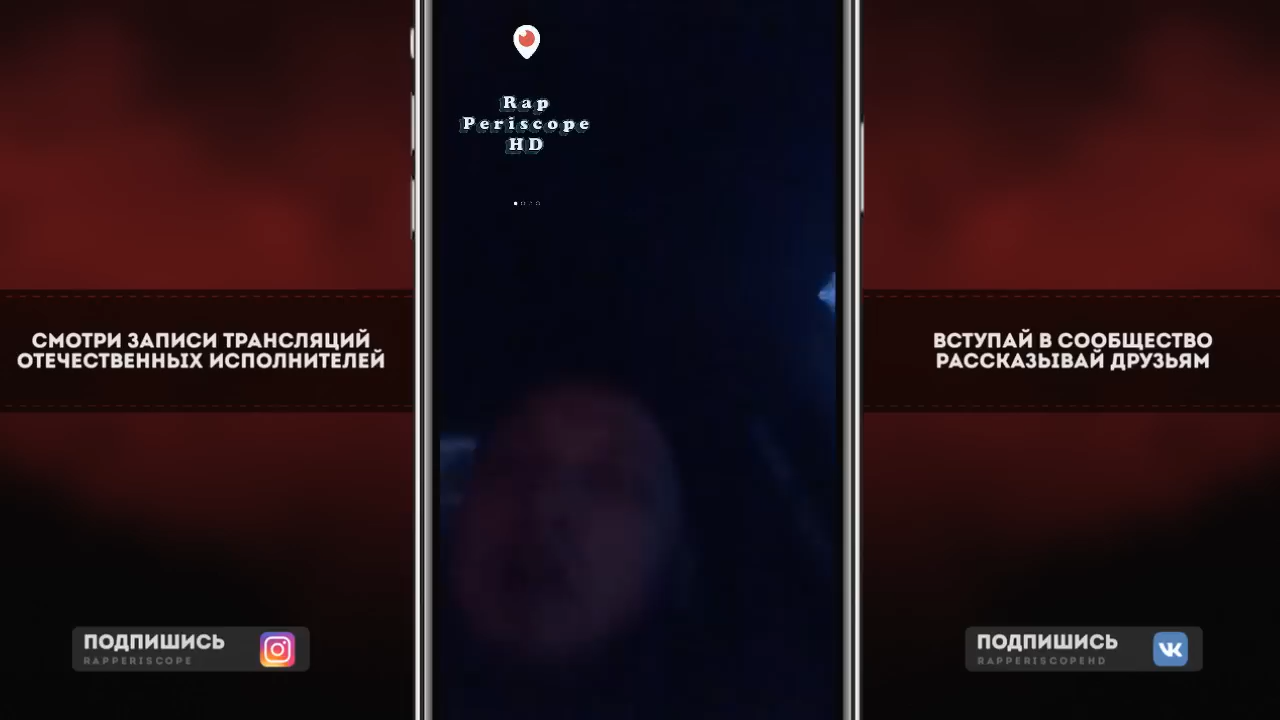 Rap
Periscope
HD
СМОТРИ ЗАПИСИ ТРАНСЛЯЦИЙ
ОТЕЧЕСТВЕННЫХ ИСПОЛНИТЕЛЕЙ
ВСТУПАЙ В СООБЩЕСТВО
РАССКАЗЫВАЙ ДРУЗЬЯМ
ПОДПИШИСЬ
RAPPERISCOPE
ПОДПИШИСЬ
RAPPERISCOPEHD